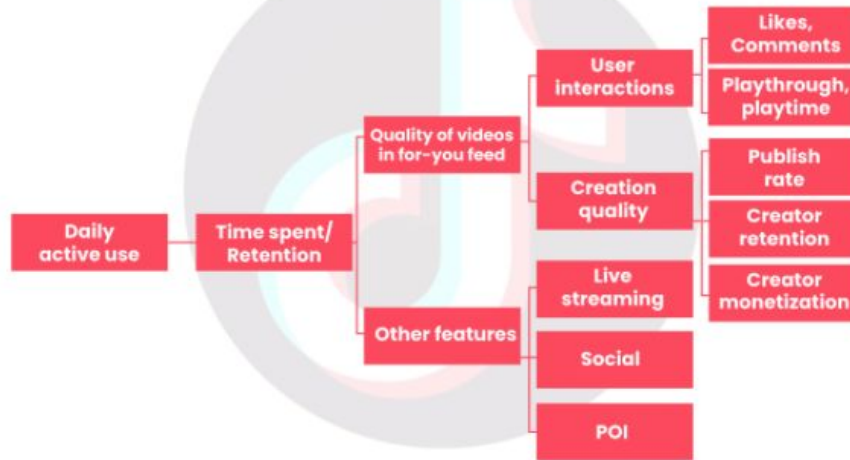 Daily
active use
Time spent/
Retention
Quality of videos
in for-you feed
Other features
User
interactions
Creation
quality
Live
streaming
Social
POI
Likes,
Comments
Playthrough,
playtime
Publish
rate
Creator
retention
Creator
monetization